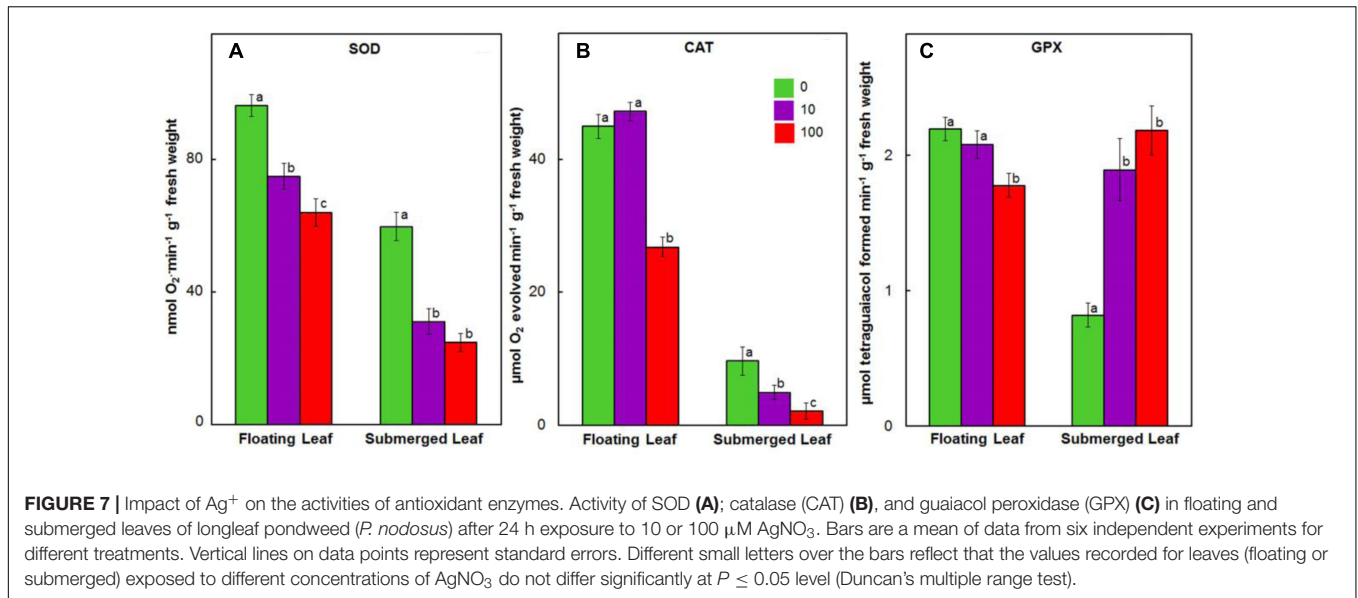 A
SOD
nmol O₂·min⁻¹ g⁻¹ fresh weight
80
40
0
a
b
c
a
b
b
Floating Leaf
Submerged Leaf
B
CAT
µmol O₂ evolved min⁻¹ g⁻¹ fresh weight)
40
20
0
0
10
100
a
a
b
a
b
c
Floating Leaf
Submerged Leaf
C
GPX
µmol tetraguaiacol formed min⁻¹ g⁻¹ fresh weight
2
1
0
a
a
b
a
b
b
Floating Leaf
Submerged Leaf
FIGURE 7 | Impact of Ag⁺ on the activities of antioxidant enzymes. Activity of SOD (A); catalase (CAT) (B), and guaiacol peroxidase (GPX) (C) in floating and
submerged leaves of longleaf pondweed (P. nodosus) after 24 h exposure to 10 or 100 μM AgNO₃. Bars are a mean of data from six independent experiments for
different treatments. Vertical lines on data points represent standard errors. Different small letters over the bars reflect that the values recorded for leaves (floating or
submerged) exposed to different concentrations of AgNO₃ do not differ significantly at P ≤ 0.05 level (Duncan's multiple range test).